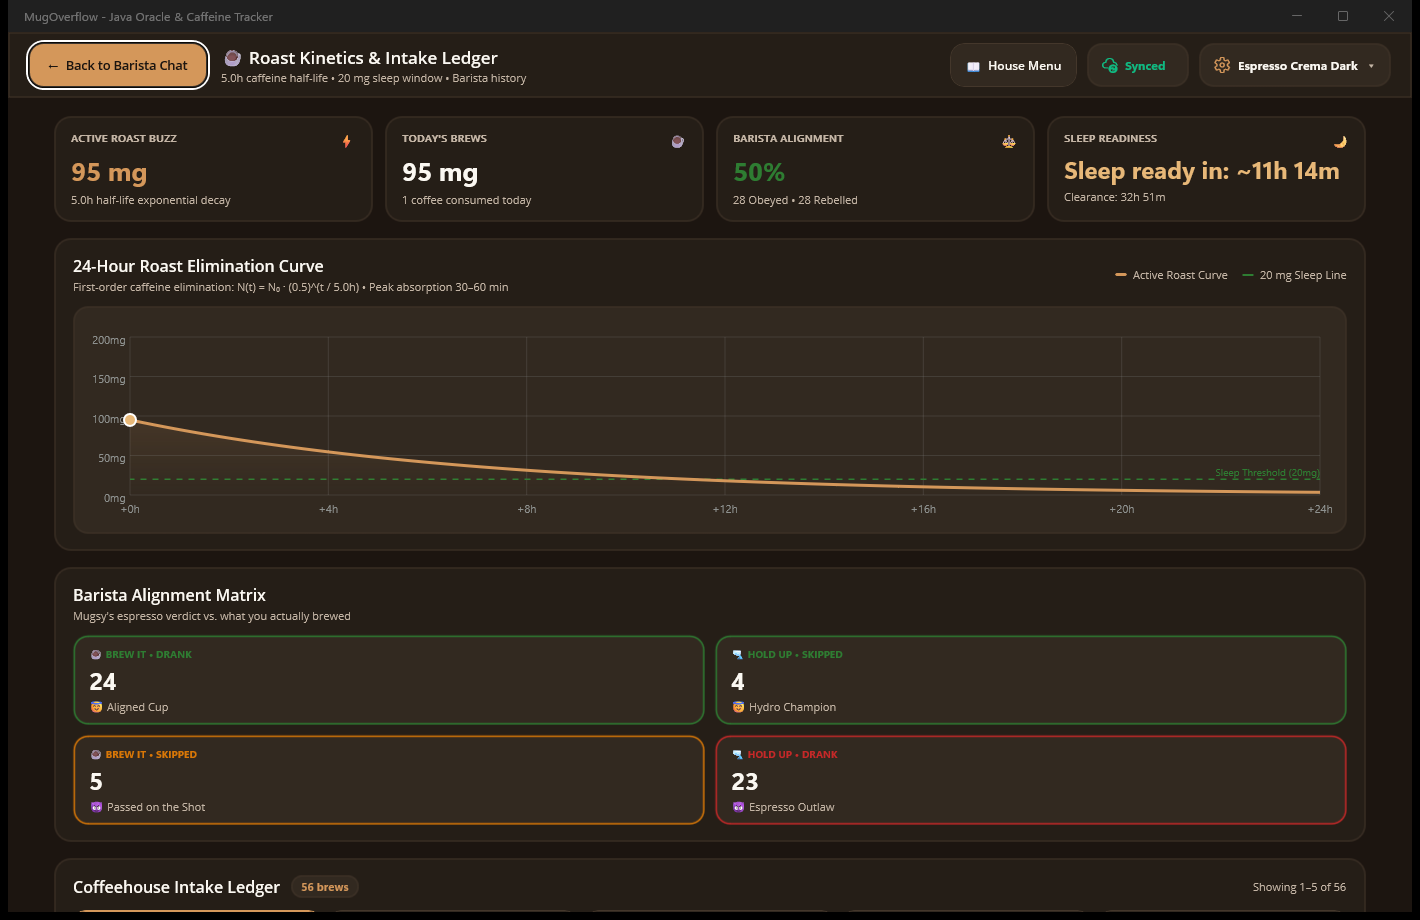 MugOverflow - Java Oracle & Caffeine Tracker
← Back to Barista Chat
Roast Kinetics & Intake Ledger
5.0h caffeine half-life • 20 mg sleep window • Barista history
House Menu
Synced
Espresso Crema Dark
ACTIVE ROAST BUZZ
95 mg
5.0h half-life exponential decay
TODAY'S BREWS
95 mg
1 coffee consumed today
BARISTA ALIGNMENT
50%
28 Obeyed • 28 Rebelled
SLEEP READINESS
Sleep ready in: ~11h 14m
Clearance: 32h 51m
24-Hour Roast Elimination Curve
First-order caffeine elimination: N(t) = N₀ · (0.5)^(t / 5.0h) • Peak absorption 30–60 min
Active Roast Curve
20 mg Sleep Line
200mg
150mg
100mg
50mg
Sleep Threshold (20mg)
0mg
+0h
+4h
+8h
+12h
+16h
+20h
+24h
Barista Alignment Matrix
Mugsy's espresso verdict vs. what you actually brewed
BREW IT • DRANK
24
Aligned Cup
HOLD UP • SKIPPED
4
Hydro Champion
BREW IT • SKIPPED
5
Passed on the Shot
HOLD UP • DRANK
23
Espresso Outlaw
Coffeehouse Intake Ledger
56 brews
Showing 1–5 of 56